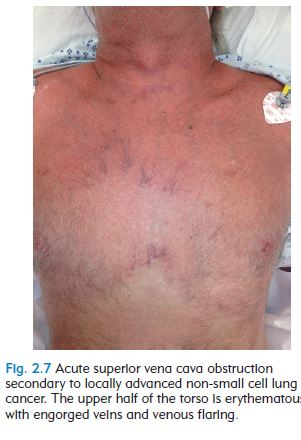 Fig. 2.7 Acute superior vena cava obstruction
secondary to locally advanced non-small cell lung
cancer. The upper half of the torso is erythematous
with engorged veins and venous flaring.